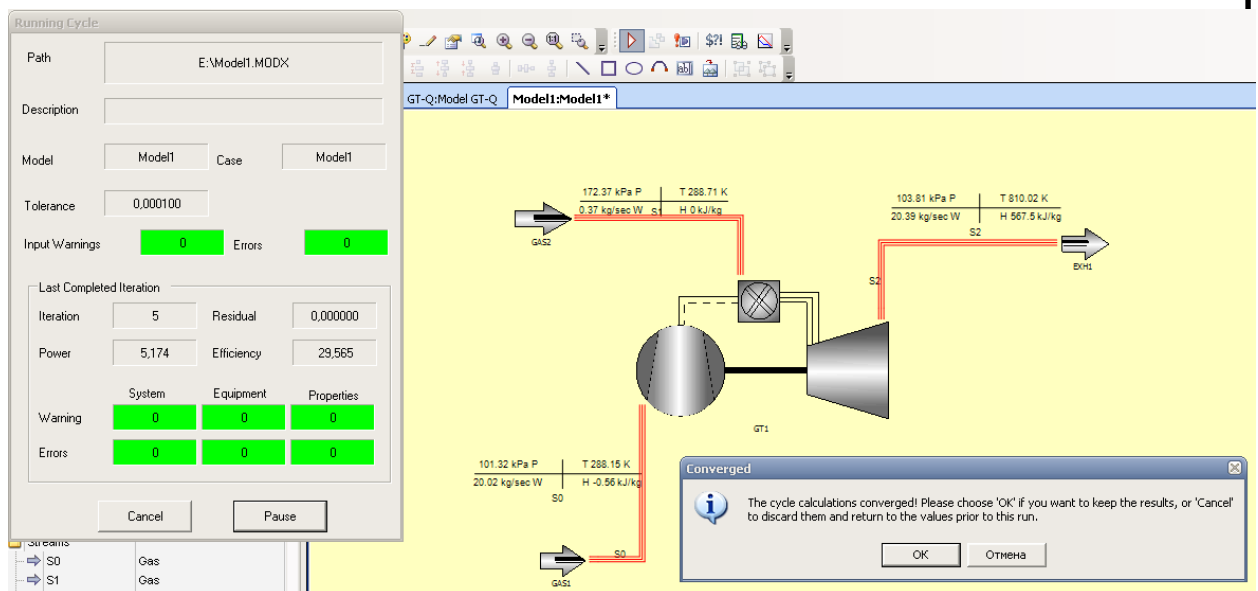 Running Cycle
Path
E:\Model1.MODX
Description
Model
Model1
Case
Model1
Tolerance
0,000100
Input Warnings
0
Errors
0
Last Completed Iteration
Iteration
5
Residual
0,000000
Power
5,174
Efficiency
29,565
System
Equipment
Properties
Warning
0
0
0
Errors
0
0
0
Cancel
Pause
Streams
S0
Gas
S1
Gas
GT-Q:Model GT-Q
Model1:Model1*
172.37 kPa P
T 288.71 K
0.37 kg/sec W
S1
H 0 kJ/kg
GAS2
103.81 kPa P
T 810.02 K
20.39 kg/sec W
H 567.5 kJ/kg
S2
EXH1
S2
GT1
101.32 kPa P
T 288.15 K
20.02 kg/sec W
H -0.56 kJ/kg
S0
S0
GAS1
Converged
The cycle calculations converged! Please choose 'OK' if you want to keep the results, or 'Cancel'
to discard them and return to the values prior to this run.
OK
Отмена